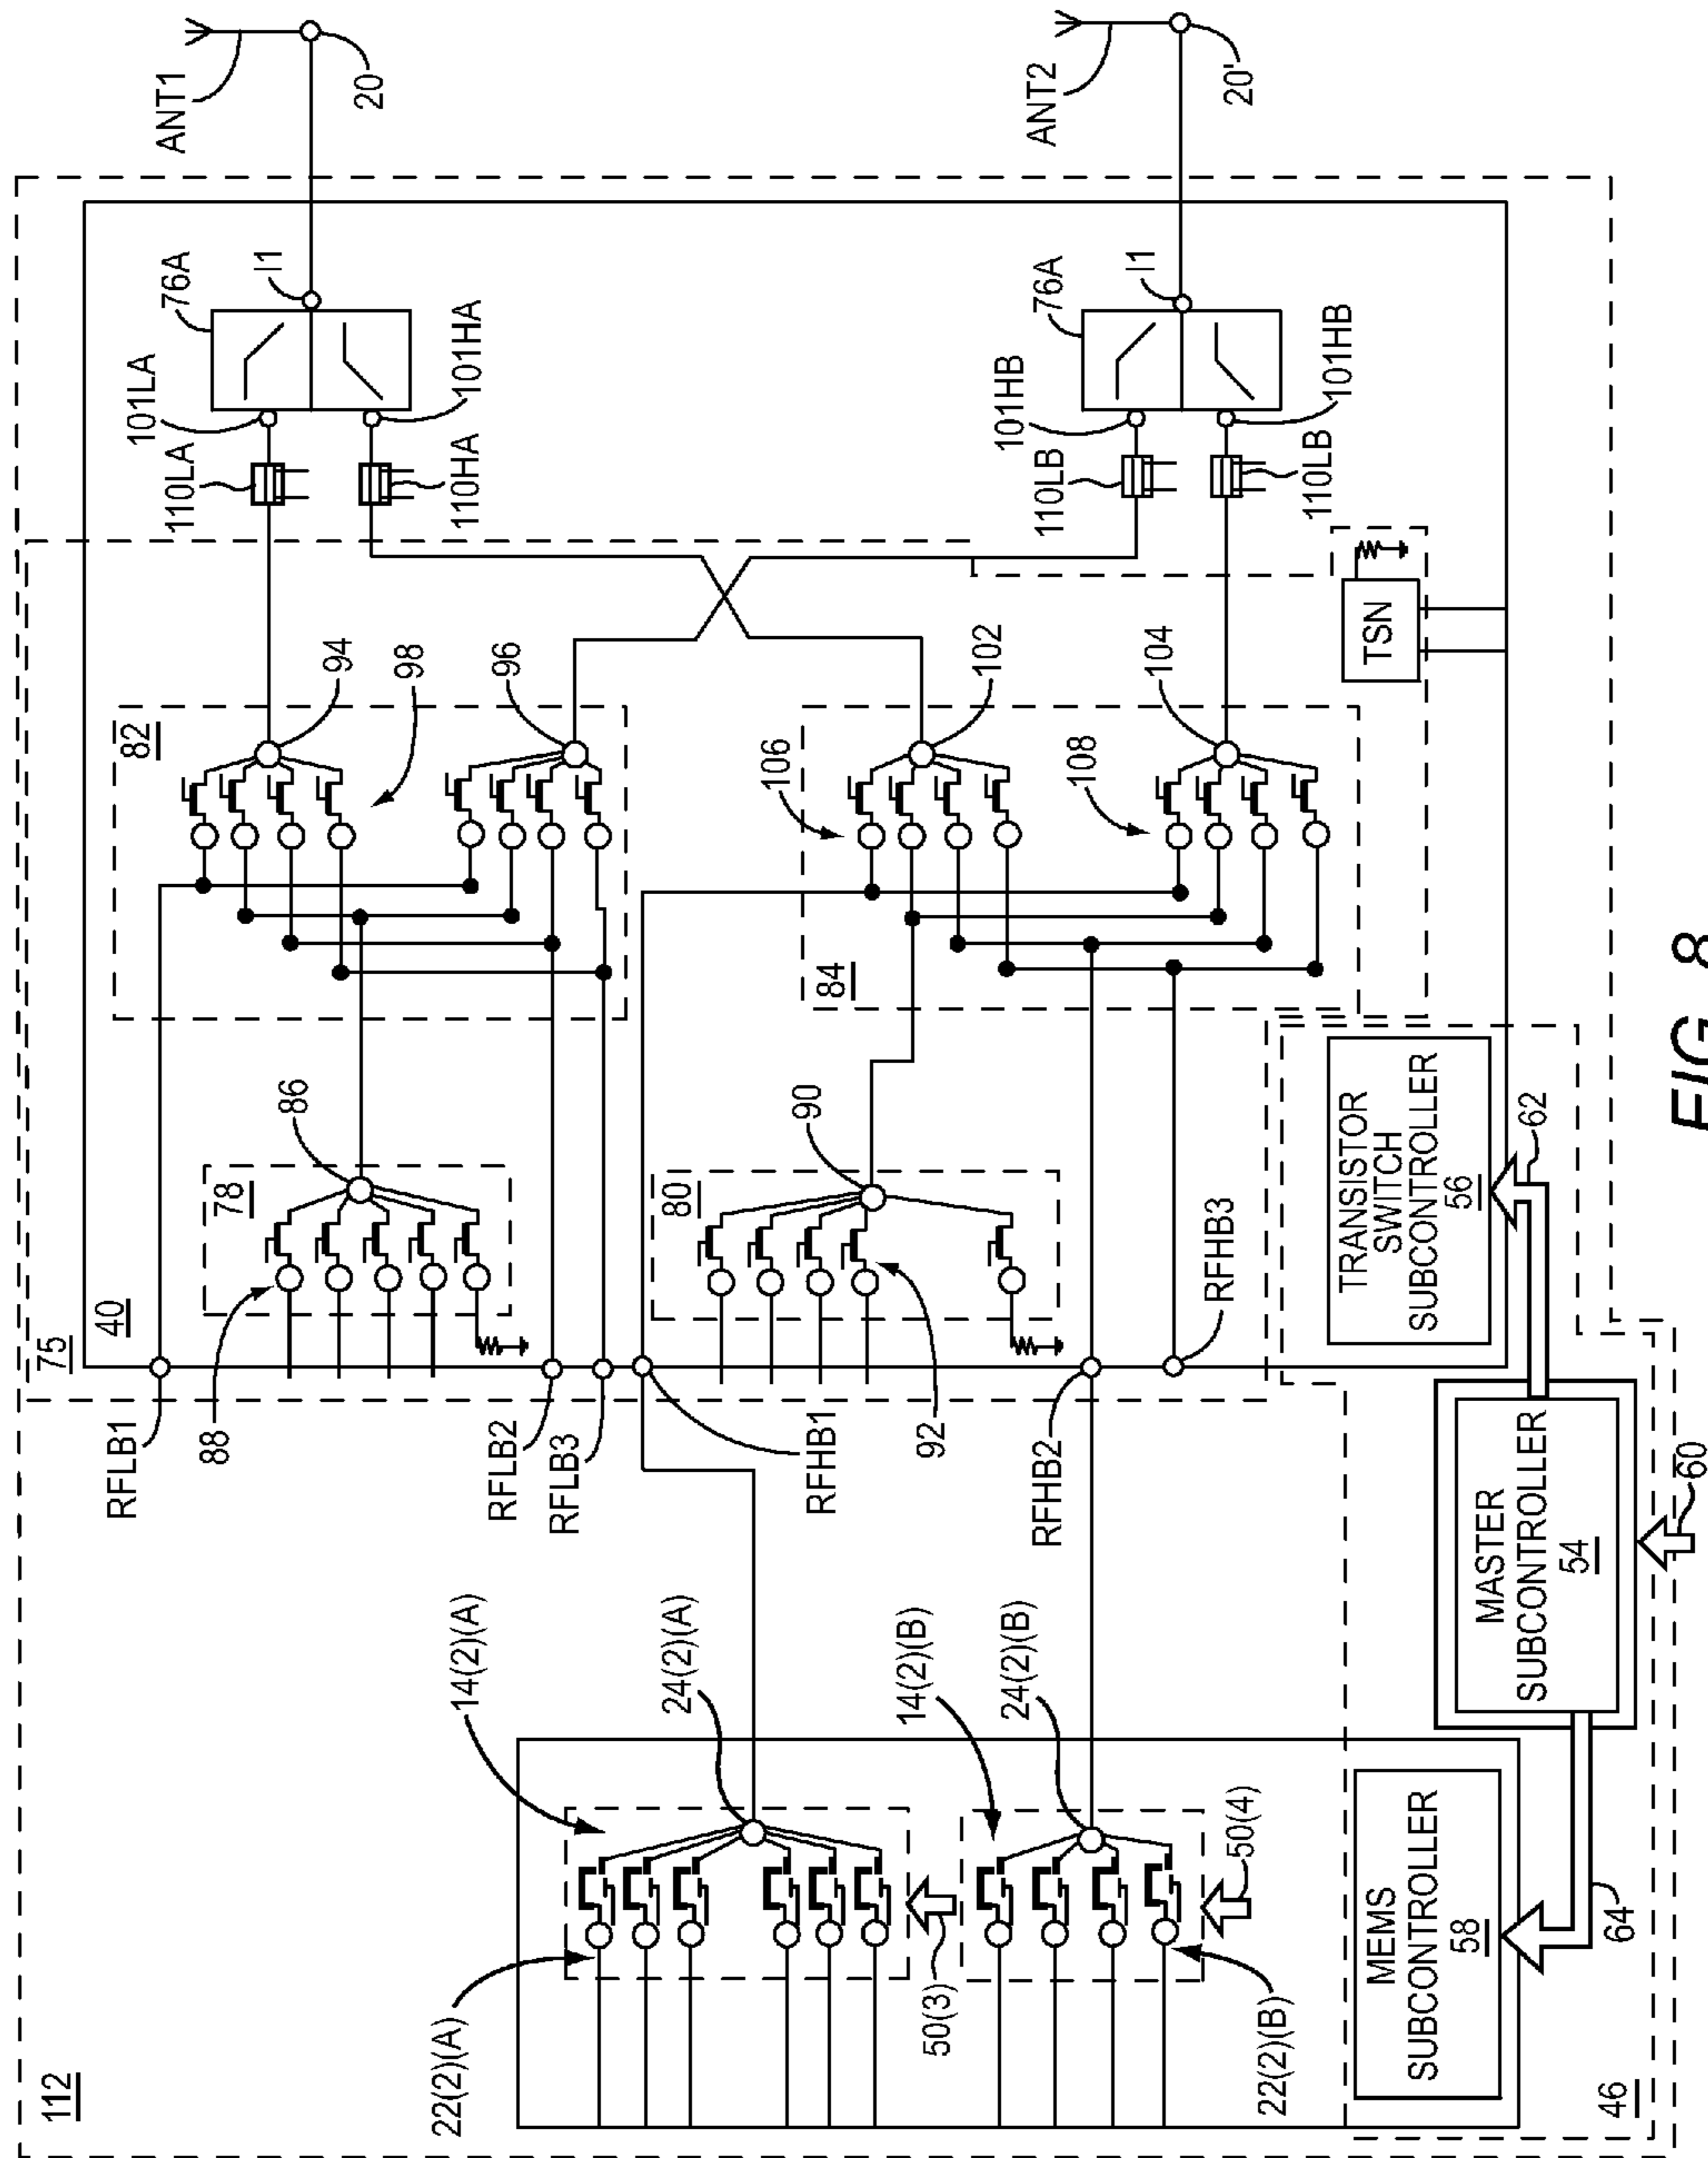 112
22(2)(A)
14(2)(A)
24(2)(A)
50(3)
14(2)(B)
24(2)(B)
50(4)
22(2)(B)
MEMS
SUBCONTROLLER
58
46
64
MASTER
SUBCONTROLLER
54
60
62
TRANSISTOR
SWITCH
SUBCONTROLLER
56
75
40
RFLB1
88
RFLB2
RFLB3
RFHB1
92
RFHB2
RFHB3
78
86
80
90
82
94
98
96
84
106
102
108
104
TSN
110LA
101LA
76A
I1
110HA
101HA
110LB
101HB
76A
I1
110LB
101HB
ANT1
20
ANT2
20'
FIG. 8